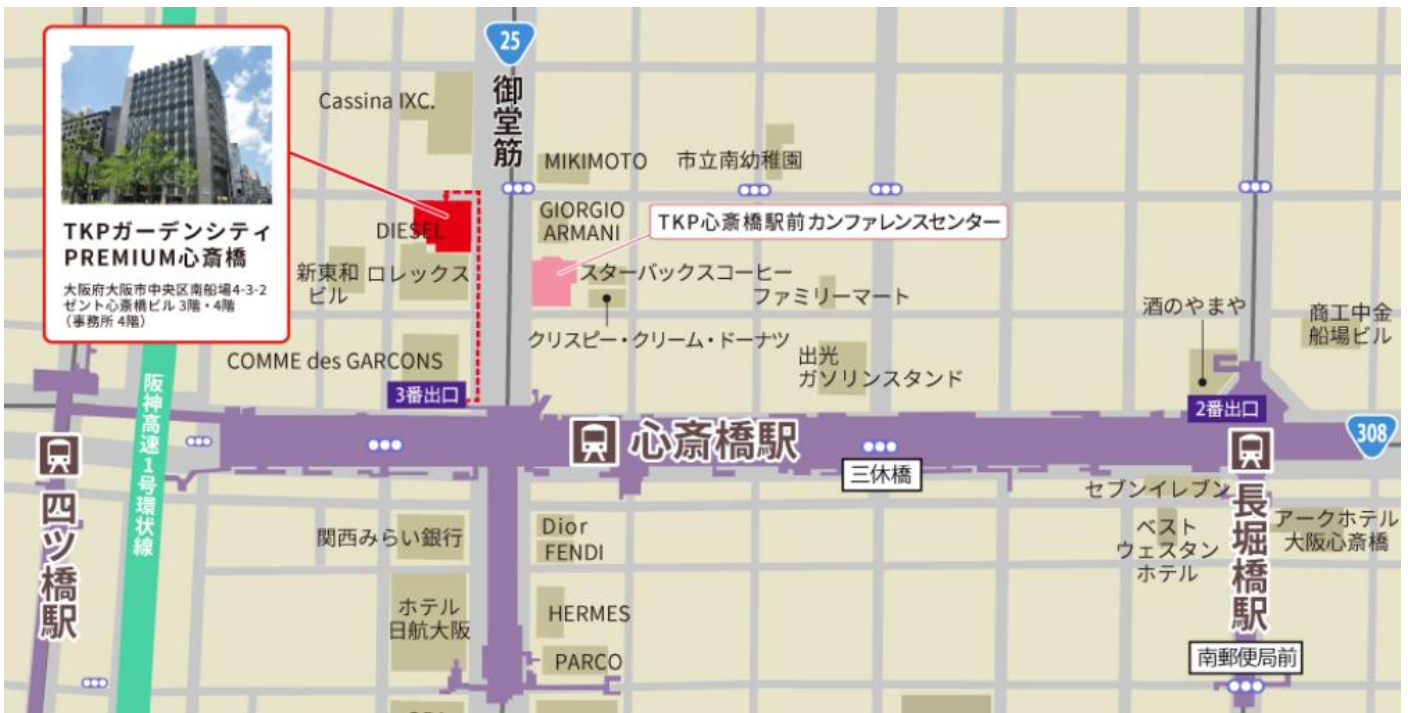 25
御堂筋
Cassina IXC.
MIKIMOTO
市立南幼稚園
TKPガーデンシティ
PREMIUM心斎橋
大阪府大阪市中央区南船場4-3-2
ゼント心斎橋ビル 3階・4階
（事務所 4階）
DIESEL
GIORGIO
ARMANI
TKP心斎橋駅前カンファレンスセンター
新東和
ビル
ロレックス
スターバックスコーヒー
ファミリーマート
クリスピー・クリーム・ドーナツ
酒のやまや
商工中金
船場ビル
COMME des GARCONS
出光
ガソリンスタンド
3番出口
2番出口
阪神高速1号環状線
心斎橋駅
308
三休橋
四ツ橋駅
長堀橋駅
セブンイレブン
関西みらい銀行
Dior
FENDI
ベスト
ウェスタン
ホテル
アークホテル
大阪心斎橋
ホテル
日航大阪
HERMES
PARCO
南郵便局前